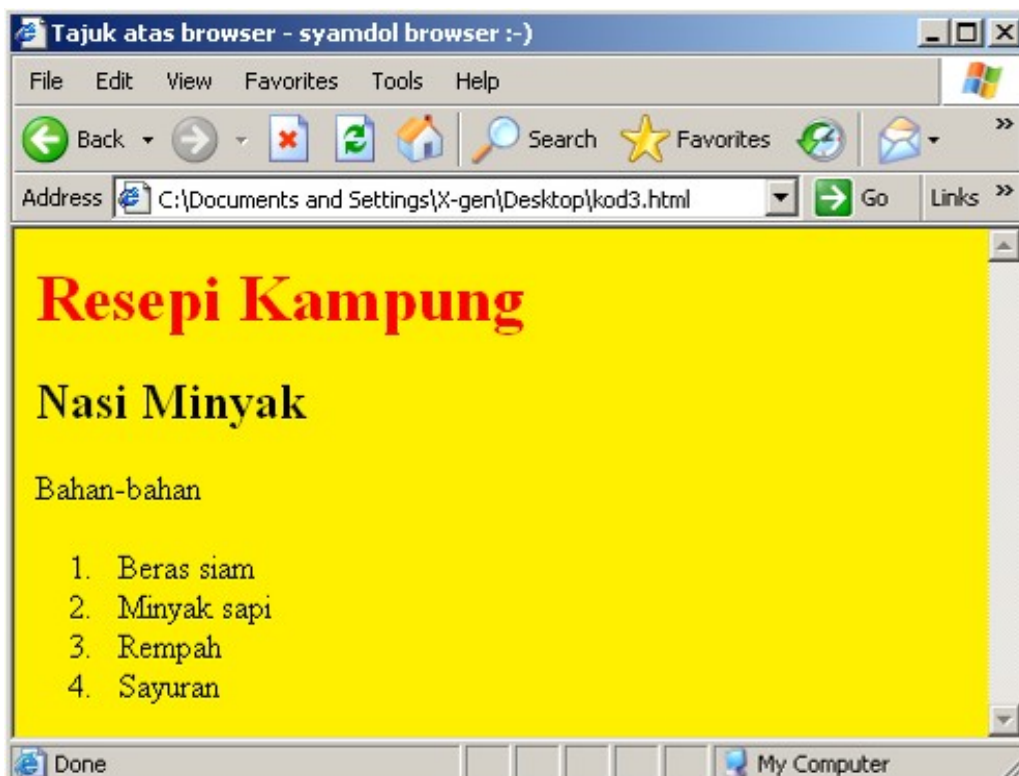 Tajuk atas browser - syamdol browser :-)
File Edit View Favorites Tools Help
Back Search Favorites »
Address C:\Documents and Settings\X-gen\Desktop\kod3.html Go Links »
Resepi Kampung
Nasi Minyak
Bahan-bahan
1. Beras siam
2. Minyak sapi
3. Rempah
4. Sayuran
Done My Computer